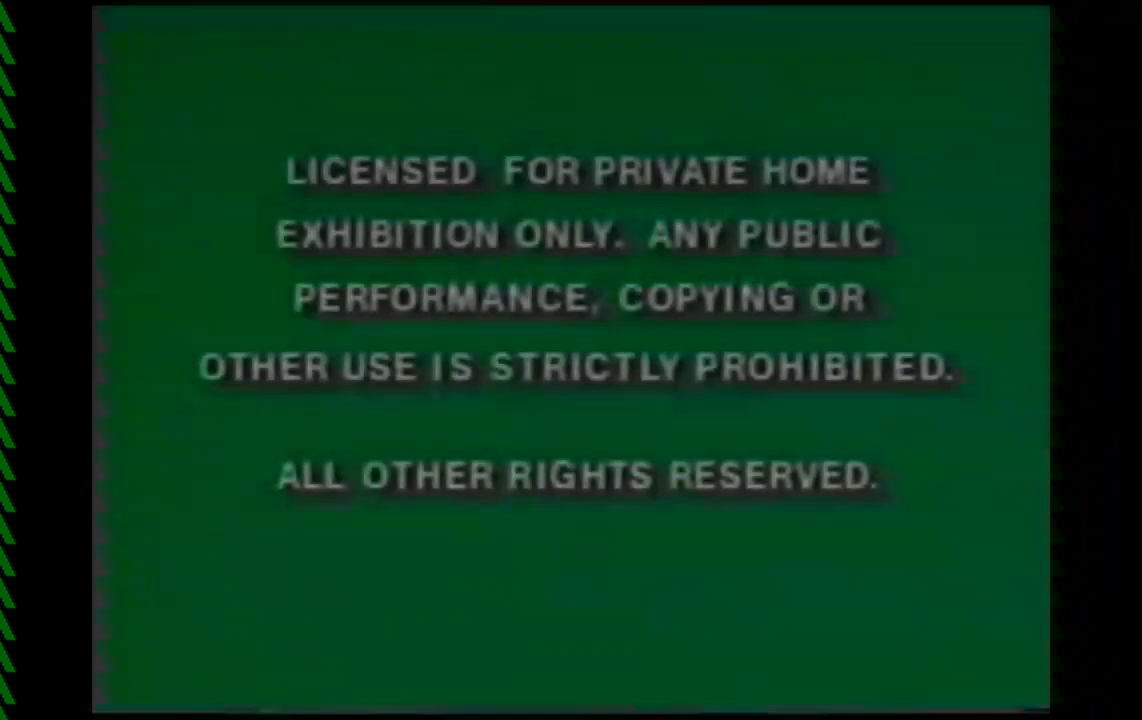 LICENSED FOR PRIVATE HOME
EXHIBITION ONLY. ANY PUBLIC
PERFORMANCE, COPYING OR
OTHER USE IS STRICTLY PROHIBITED.
ALL OTHER RIGHTS RESERVED.